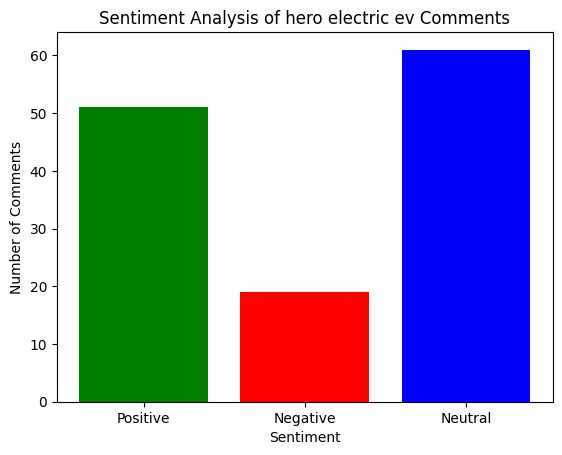 Sentiment Analysis of hero electric ev Comments
60
50
40
30
20
10
0
Number of Comments
Positive Negative Neutral
Sentiment